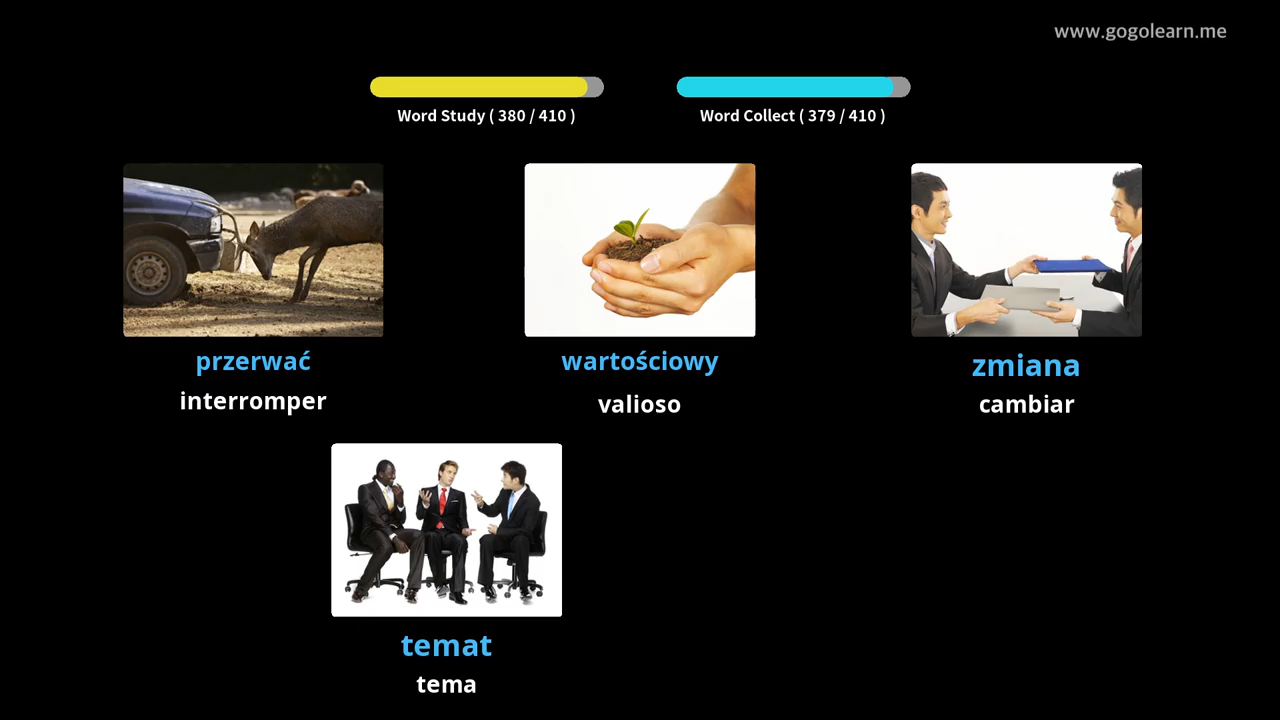 www.gogolearn.me
Word Study ( 380 / 410 )
Word Collect ( 379 / 410 )
przerwać
interromper
wartościowy
valioso
zmiana
cambiar
temat
tema